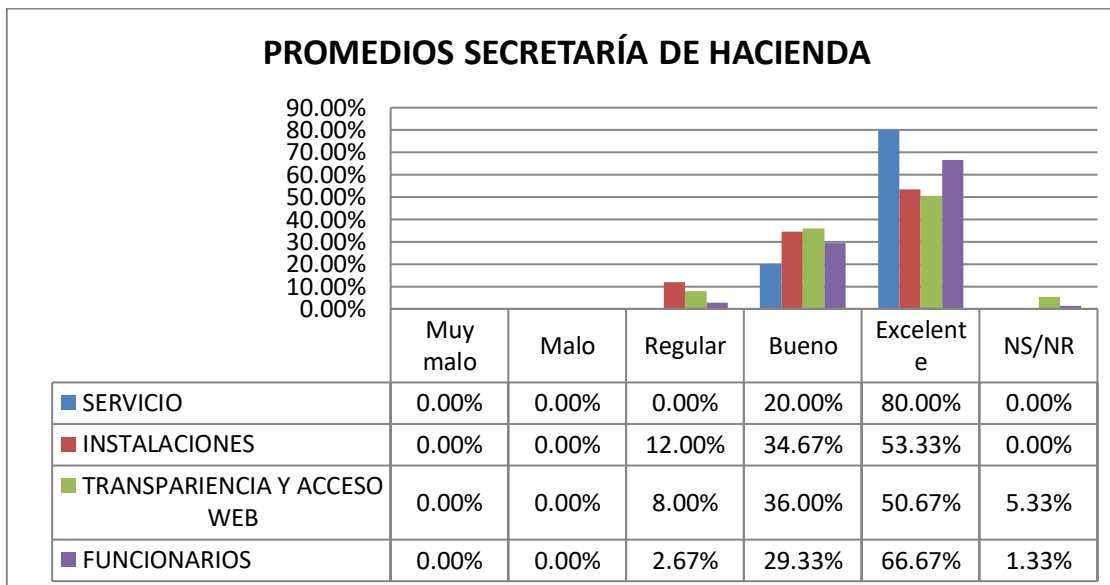 PROMEDIOS SECRETARÍA DE HACIENDA
90.00%
80.00%
70.00%
60.00%
50.00%
40.00%
30.00%
20.00%
10.00%
0.00%
Muy
malo
Malo
Regular
Bueno
Excelent
e
NS/NR
SERVICIO 0.00% 0.00% 0.00% 20.00% 80.00% 0.00%
INSTALACIONES 0.00% 0.00% 12.00% 34.67% 53.33% 0.00%
TRANSPARIENCIA Y ACCESO
WEB
0.00% 0.00% 8.00% 36.00% 50.67% 5.33%
FUNCIONARIOS 0.00% 0.00% 2.67% 29.33% 66.67% 1.33%